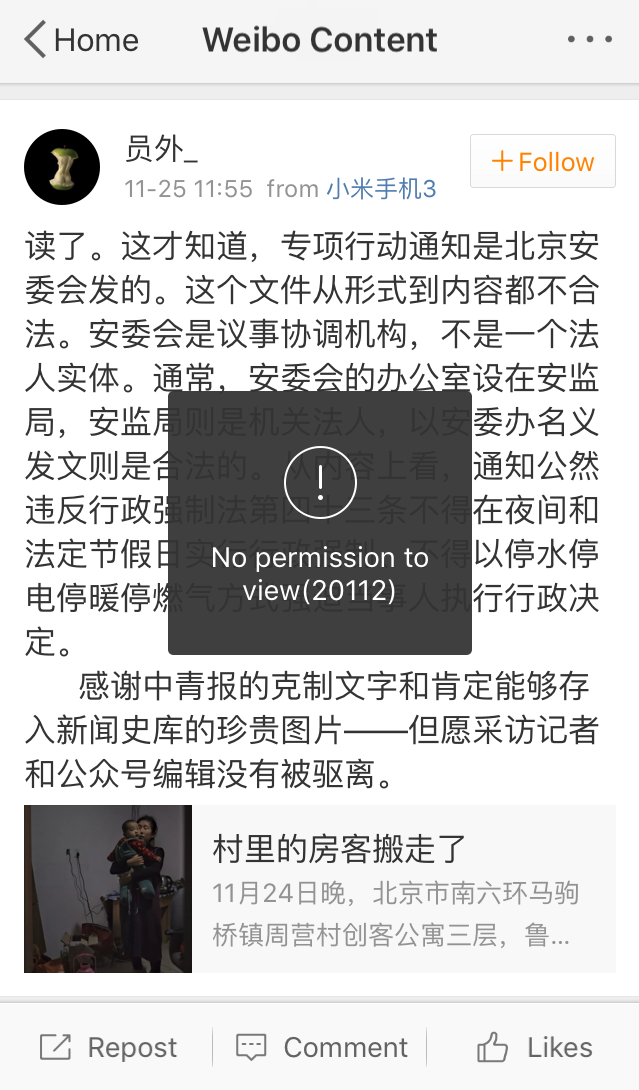 Home
Weibo Content
员外_
11-25 11:55 from 小米手机3
+Follow
读了。这才知道，专项行动通知是北京安
委会发的。这个文件从形式到内容都不合
法。安委会是议事协调机构，不是一个法
人实体。通常，安委会的办公室设在安监
局，安监局则是机关法人，以安委办名义
发文则是合法的。从内容上看，通知公然
违反行政强制法第四十三条不得在夜间和
法定节假日实行行政强制、不得以停水停
电停暖停燃气方式强迫当事人执行行政决
定。
No permission to
view(20112)
感谢中青报的克制文字和肯定能够存
入新闻史库的珍贵图片——但愿采访记者
和公众号编辑没有被驱离。
村里的房客搬走了
11月24日晚，北京市南六环马驹
桥镇周营村创客公寓三层，鲁...
Repost
Comment
Likes